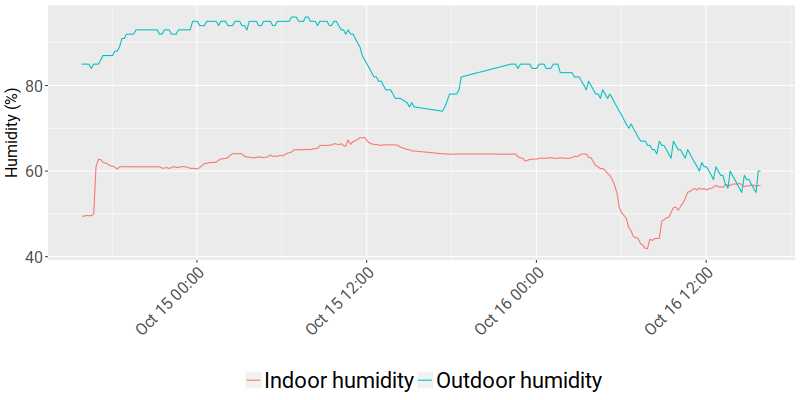 Humidity (%)
80
60
40
Oct 15 00:00
Oct 15 12:00
Oct 16 00:00
Oct 16 12:00
Indoor humidity Outdoor humidity